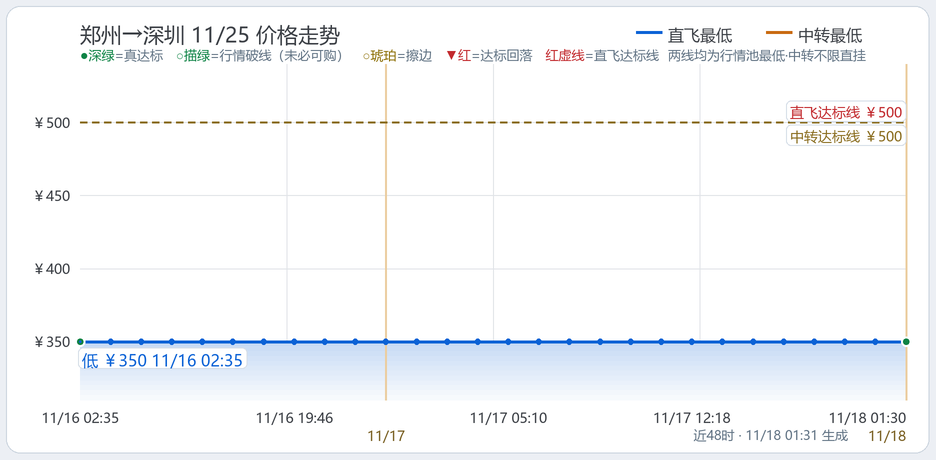 郑州→深圳 11/25 价格走势
直飞最低 中转最低
●深绿=真达标 ○描绿=行情破线（未必可购） ○琥珀=擦边 ▼红=达标回落 红虚线=直飞达标线 两线均为行情池最低·中转不限直挂
直飞达标线 ￥500
￥500
中转达标线 ￥500
￥450
￥400
￥350
低 ￥350 11/16 02:35
11/16 02:35 11/16 19:46 11/17 05:10 11/17 12:18 11/18 01:30
11/17 近48时 · 11/18 01:31 生成 11/18